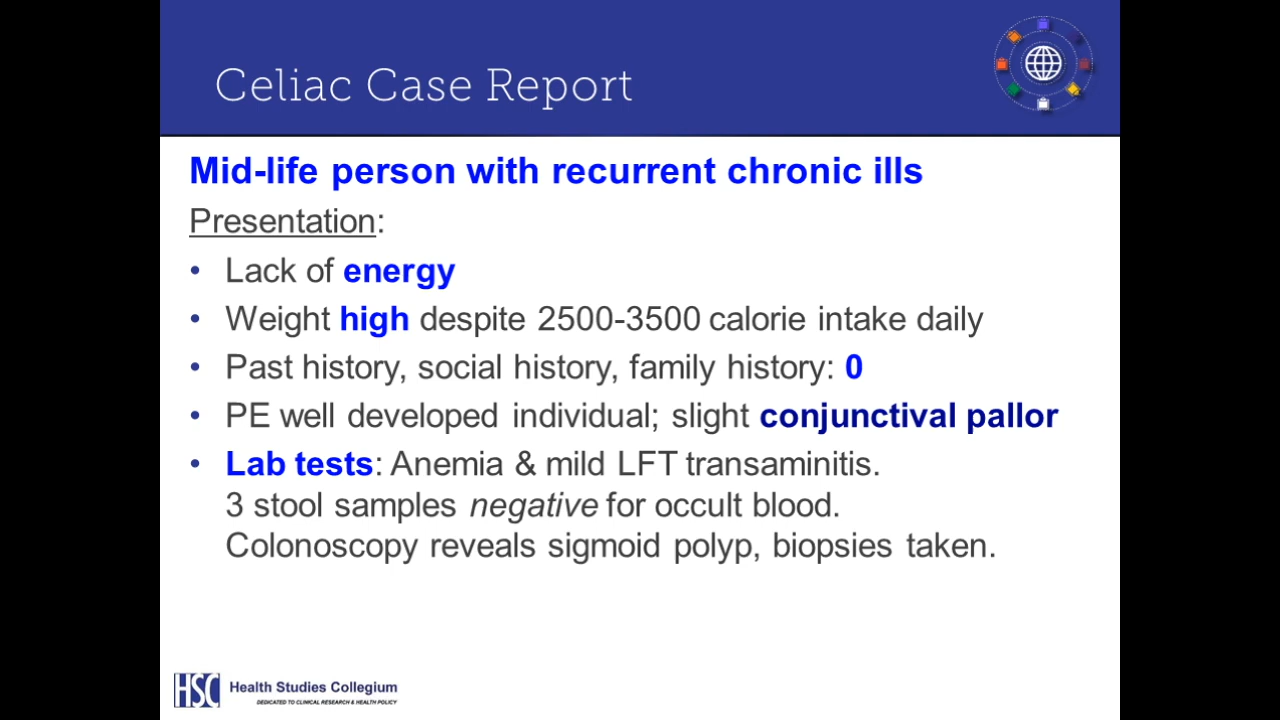 Celiac Case Report
Mid-life person with recurrent chronic ills
Presentation:
• Lack of energy
• Weight high despite 2500-3500 calorie intake daily
• Past history, social history, family history: 0
• PE well developed individual; slight conjunctival pallor
• Lab tests: Anemia & mild LFT transaminitis.
3 stool samples negative for occult blood.
Colonoscopy reveals sigmoid polyp, biopsies taken.
HSC Health Studies Collegium
DEDICATED TO CLINICAL RESEARCH & HEALTH POLICY